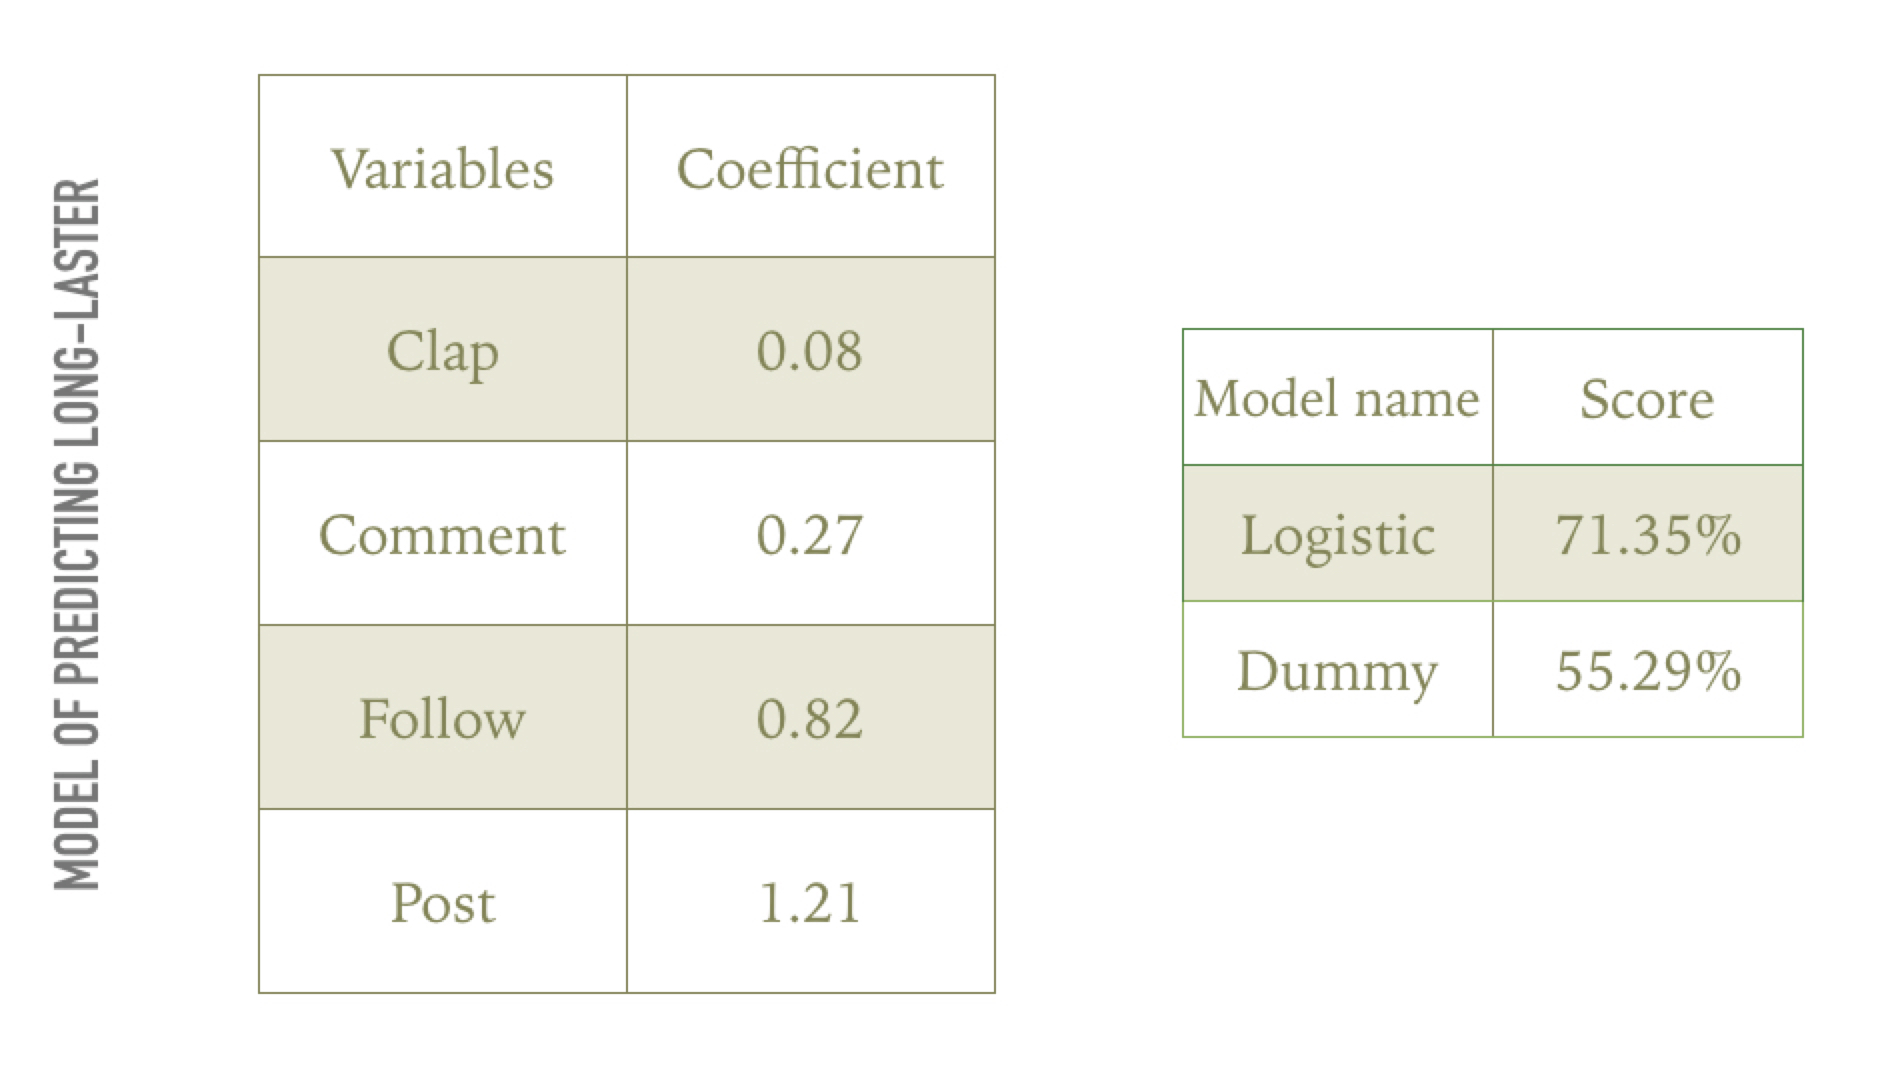 MODEL OF PREDICTING LONG-LASTER
Variables Coefficient
Clap 0.08
Comment 0.27
Follow 0.82
Post 1.21
Model name Score
Logistic 71.35%
Dummy 55.29%